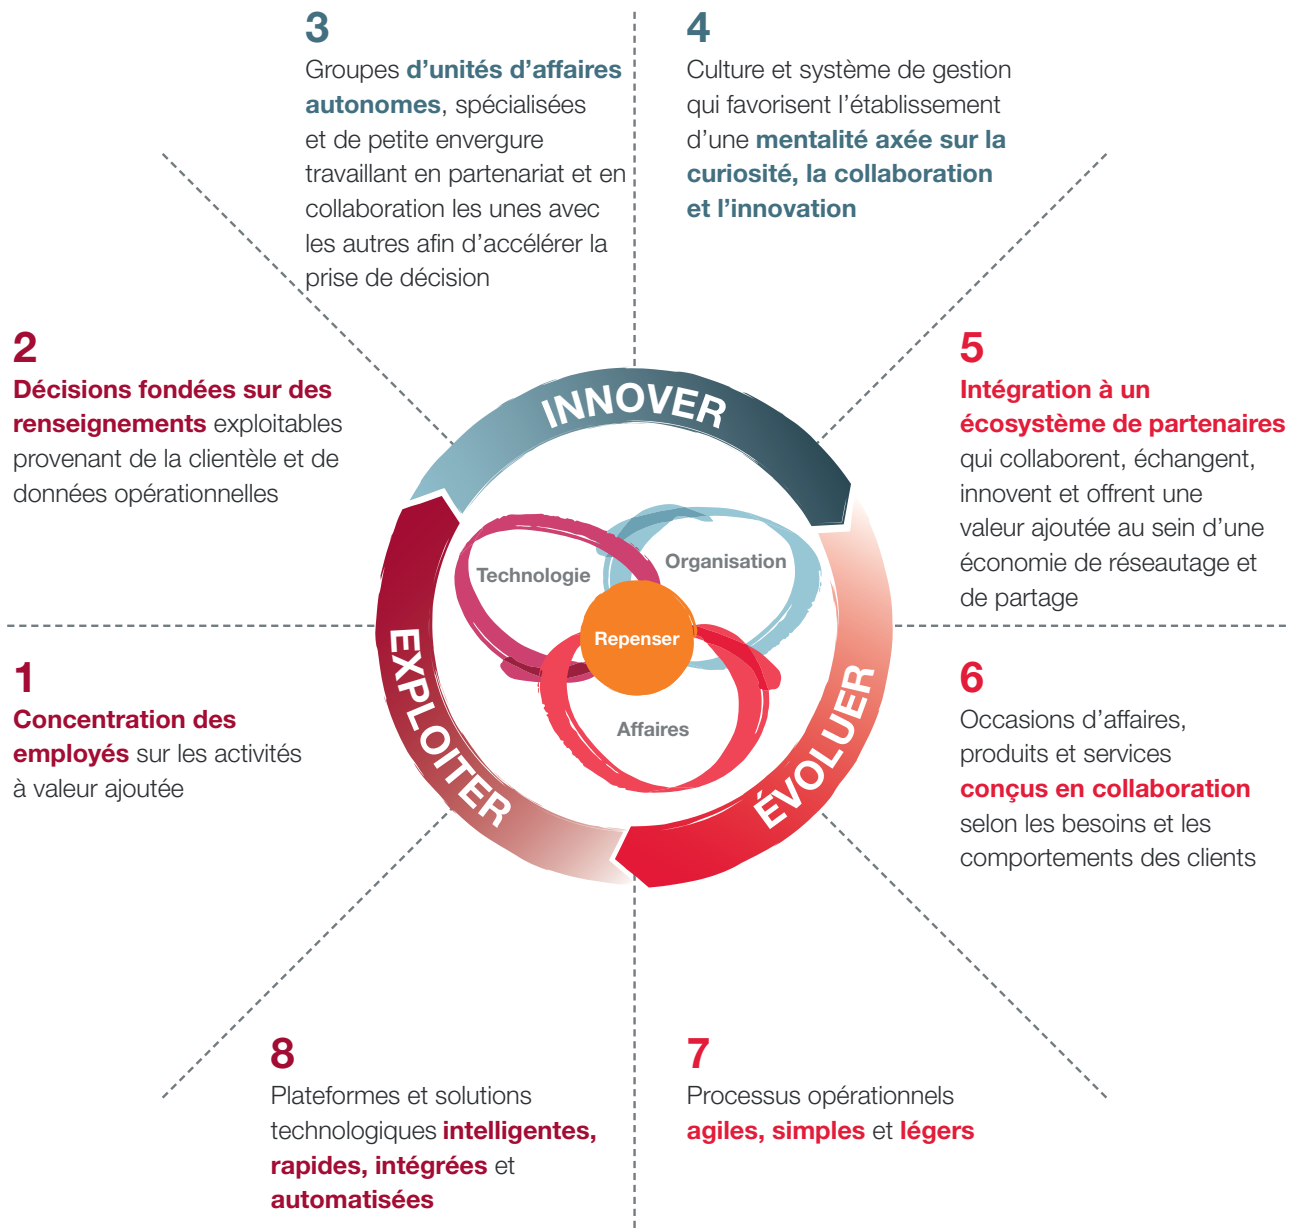 3
Groupes d’unités d’affaires
autonomes, spécialisées
et de petite envergure
travaillant en partenariat et en
collaboration les unes avec
les autres afin d’accélérer la
prise de décision
4
Culture et système de gestion
qui favorisent l’établissement
d’une mentalité axée sur la
curiosité, la collaboration
et l’innovation
2
Décisions fondées sur des
renseignements exploitables
provenant de la clientèle et de
données opérationnelles
5
Intégration à un
écosystème de partenaires
qui collaborent, échangent,
innovent et offrent une
valeur ajoutée au sein d’une
économie de réseautage et
de partage
INNOVER
Technologie
Organisation
Repenser
Affaires
EXPLOITER
ÉVOLUER
1
Concentration des
employés sur les activités
à valeur ajoutée
6
Occasions d’affaires,
produits et services
conçus en collaboration
selon les besoins et les
comportements des clients
8
Plateformes et solutions
technologiques intelligentes,
rapides, intégrées et
automatisées
7
Processus opérationnels
agiles, simples et légers